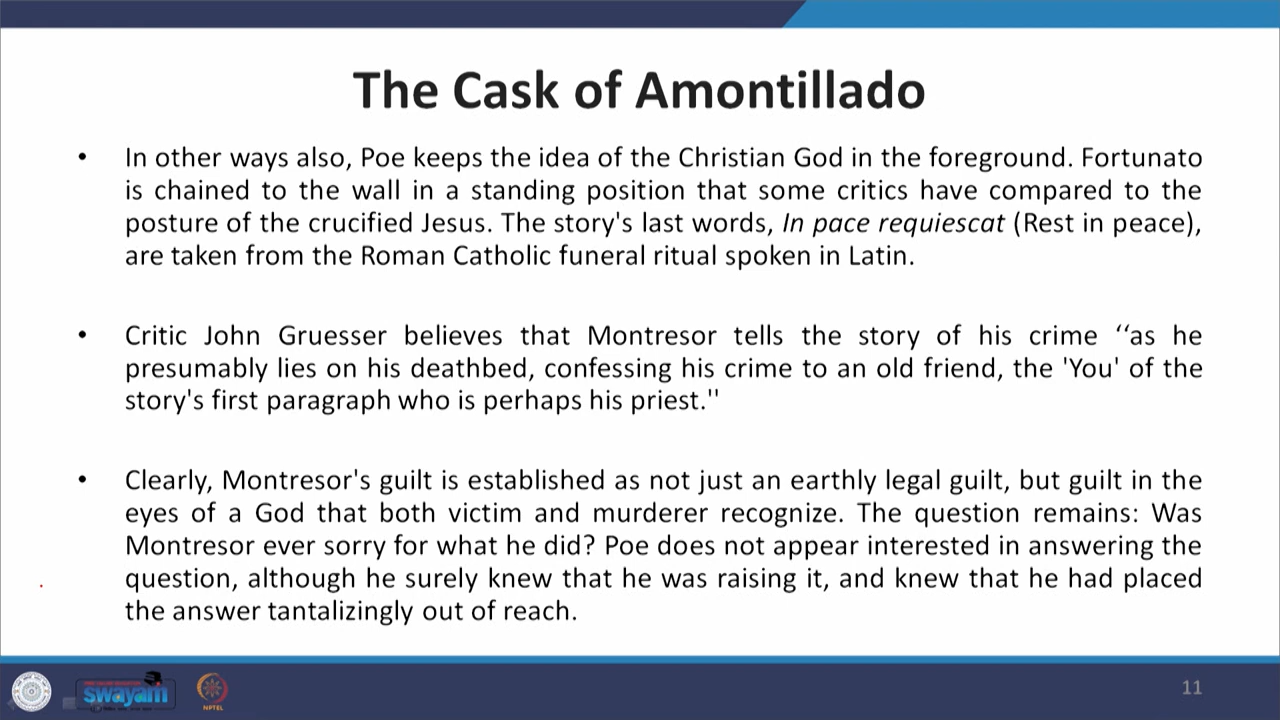 The Cask of Amontillado
• In other ways also, Poe keeps the idea of the Christian God in the foreground. Fortunato
is chained to the wall in a standing position that some critics have compared to the
posture of the crucified Jesus. The story's last words, In pace requiescat (Rest in peace),
are taken from the Roman Catholic funeral ritual spoken in Latin.
• Critic John Gruesser believes that Montresor tells the story of his crime ‘‘as he
presumably lies on his deathbed, confessing his crime to an old friend, the 'You' of the
story's first paragraph who is perhaps his priest.''
• Clearly, Montresor's guilt is established as not just an earthly legal guilt, but guilt in the
eyes of a God that both victim and murderer recognize. The question remains: Was
Montresor ever sorry for what he did? Poe does not appear interested in answering the
question, although he surely knew that he was raising it, and knew that he had placed
the answer tantalizingly out of reach.
swayam
NPTEL
11